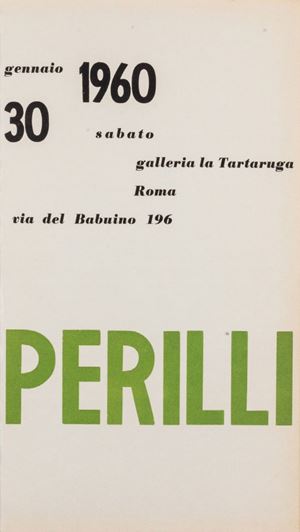 gennaio 1960
30 sabato
galleria la Tartaruga
Roma
via del Babuino 196
PERILLI